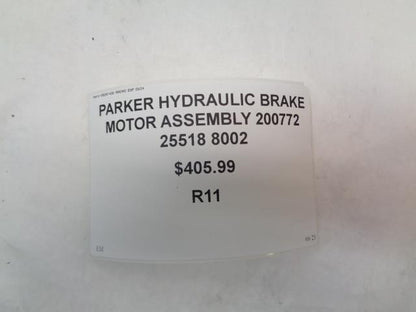 PARKER HYDRAULIC BRAKE
MOTOR ASSEMBLY 200772
25518 8002
$405.99
R11